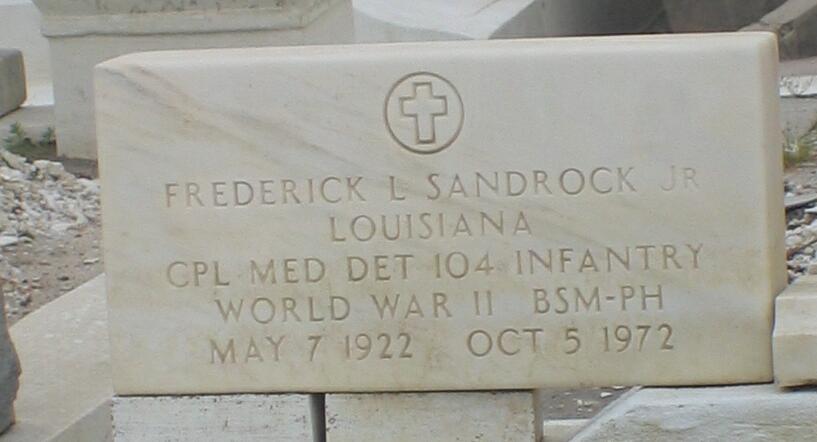 FREDERICK L SANDROCK JR
LOUISIANA
CPL MED DET 104 INFANTRY
WORLD WAR II BSM-PH
MAY 7 1922 OCT 5 1972